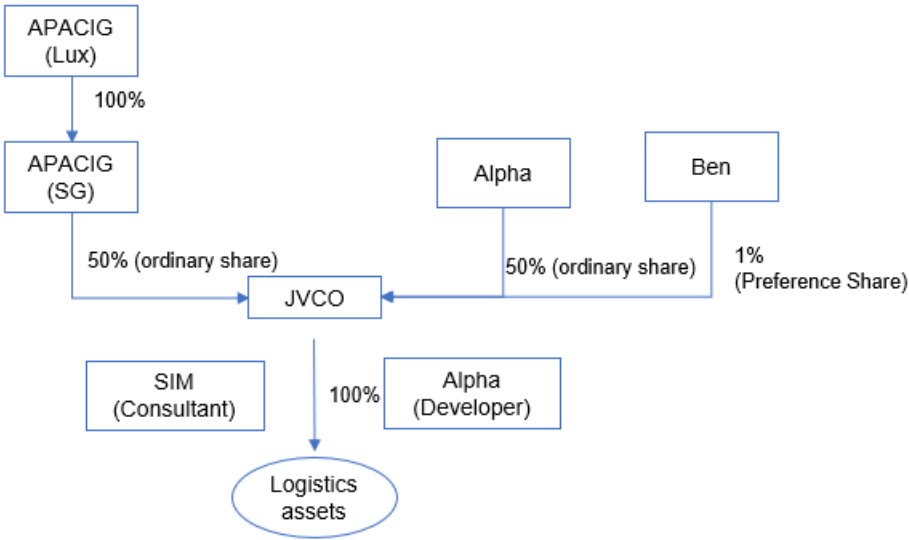 APACIG
(Lux)
100%
APACIG
(SG)
Alpha
Ben
50% (ordinary share)
50% (ordinary share)
1%
(Preference Share)
JVCO
SIM
(Consultant)
100%
Alpha
(Developer)
Logistics
assets